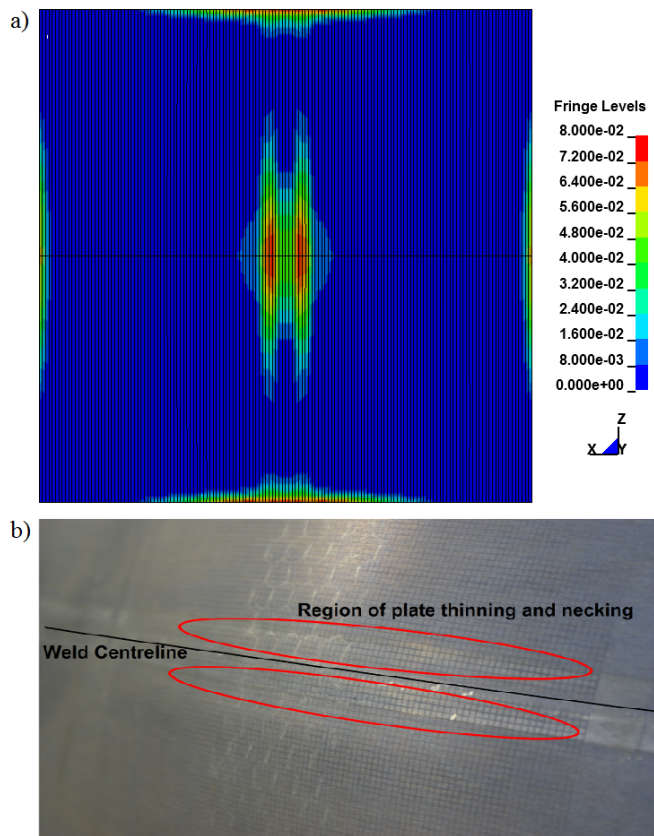 a)
Fringe Levels
8.000e-02
7.200e-02
6.400e-02
5.600e-02
4.800e-02
4.000e-02
3.200e-02
2.400e-02
1.600e-02
8.000e-03
0.000e+00
Z
X Y
b)
Region of plate thinning and necking
Weld Centreline